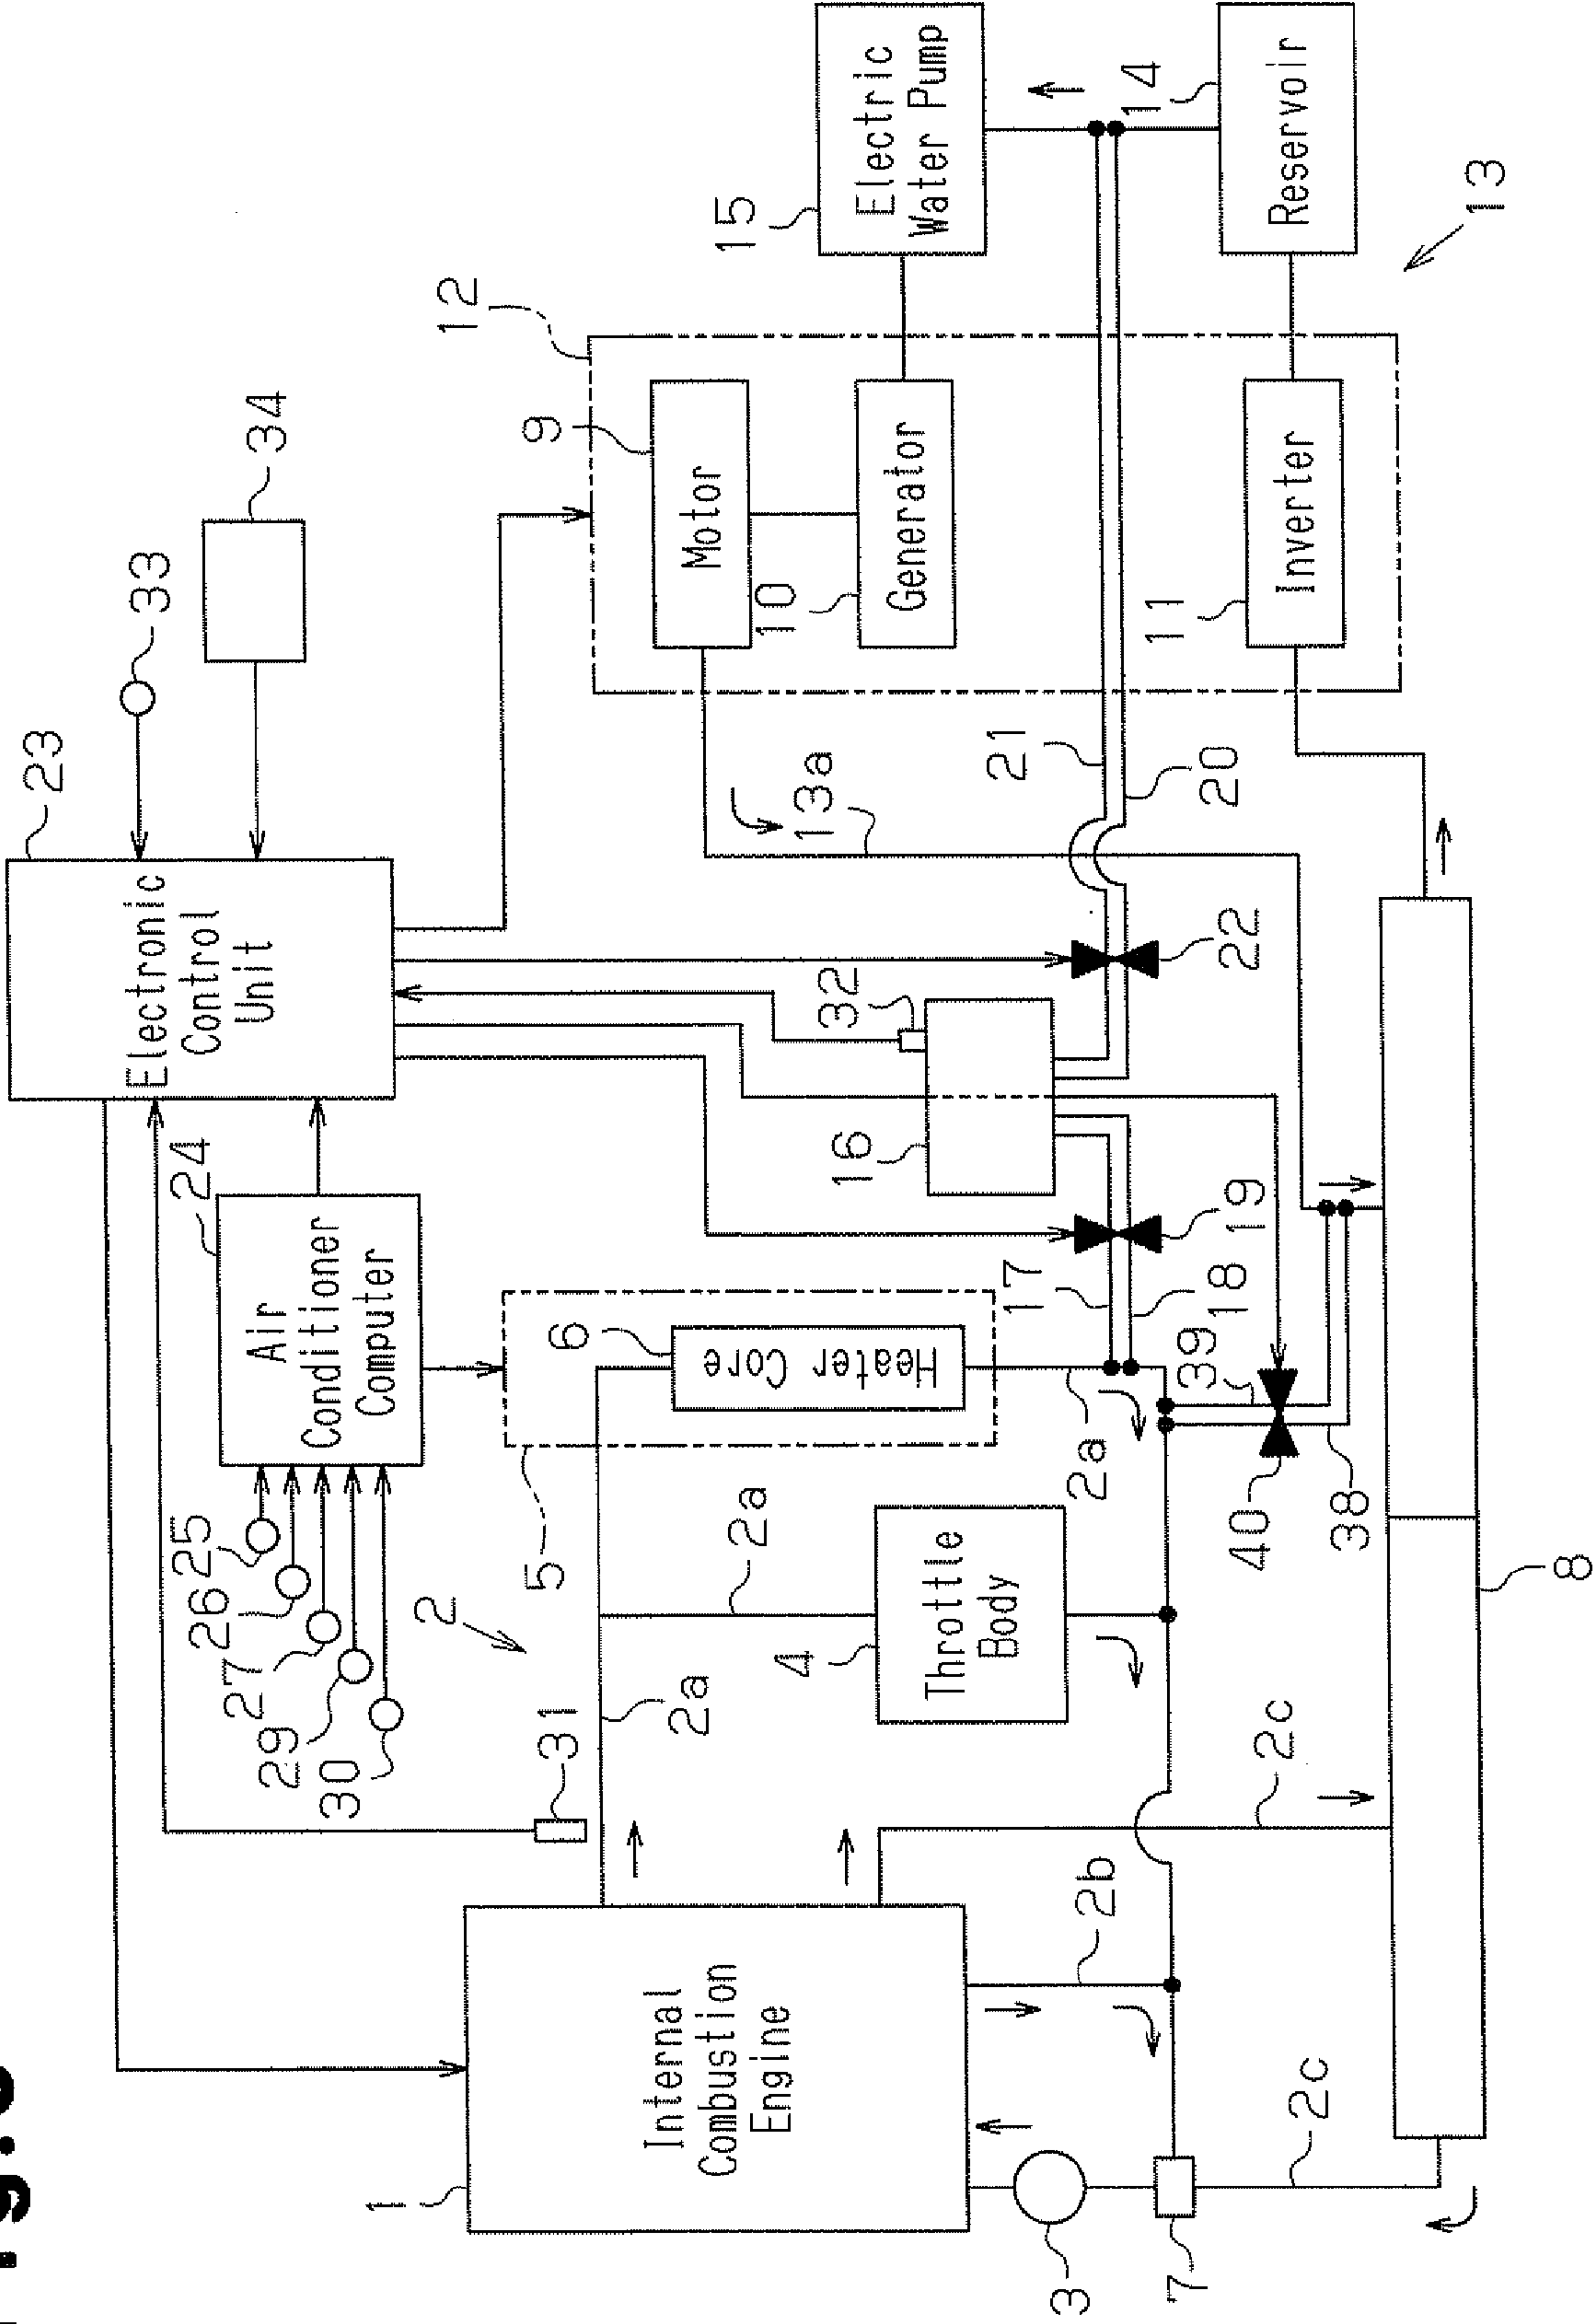 23
33
34
Electronic
Control
Unit
24
Air
Conditioner
Computer
25
26
27
29
30
1
Internal
Combustion
Engine
2
31
2a
5
2a
6
Heater Core
4
Throttle
Body
2a
12
9
Motor
10
Generator
15
Electric
Water Pump
32
16
13a
21
20
22
17
18
19
39
38
40
11
Inverter
14
Reservoir
13
2b
2c
3
7
2c
8